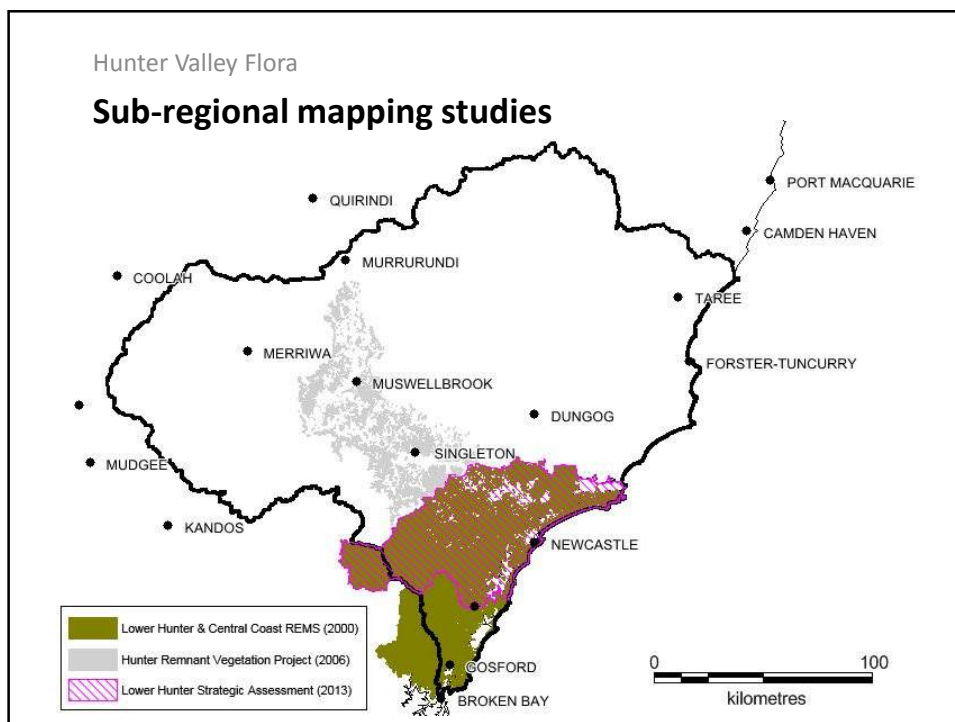 Hunter Valley Flora
Sub-regional mapping studies
PORT MACQUARIE
QUIRINDI
CAMDEN HAVEN
MURRURUNDI
COOLAH
TAREE
MERRIWA
FORSTER-TUNCURRY
MUSWELLBROOK
DUNGOG
SINGLETON
MUDGEE
KANDOS
NEWCASTLE
Lower Hunter & Central Coast REMS (2000)
Hunter Remnant Vegetation Project (2006)
Lower Hunter Strategic Assessment (2013)
GOSFORD
0 100
kilometres
BROKEN BAY